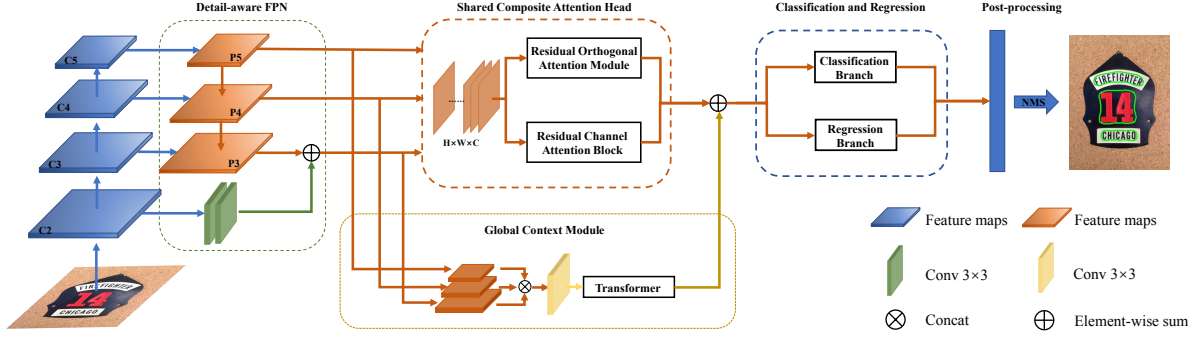 Detail-aware FPN
Shared Composite Attention Head
Classification and Regression
Post-processing
C5
P5
C4
P4
C3
P3
C2
H×W×C
......
Residual Orthogonal
Attention Module
Residual Channel
Attention Block
Classification
Branch
Regression
Branch
NMS
FIREFIGHTER
14
CHICAGO
Global Context Module
Transformer
FIREFIGHTER
14
CHICAGO
Feature maps
Feature maps
Conv 3×3
Conv 3×3
Concat
Element-wise sum